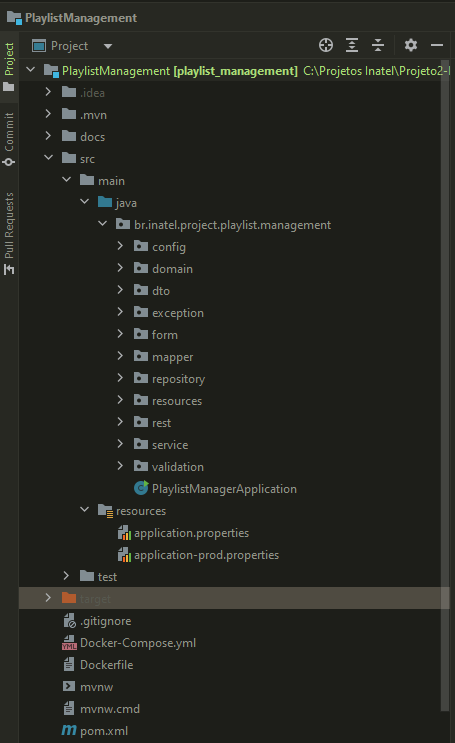 PlaylistManagement
Project
Project
Commit
Pull Requests
PlaylistManagement [playlist_management] C:\Projetos Inatel\Projeto2-
.idea
.mvn
docs
src
main
java
br.inatel.project.playlist.management
config
domain
dto
exception
form
mapper
repository
resources
rest
service
validation
PlaylistManagerApplication
resources
application.properties
application-prod.properties
test
target
.gitignore
Docker-Compose.yml
Dockerfile
mvnw
mvnw.cmd
pom.xml